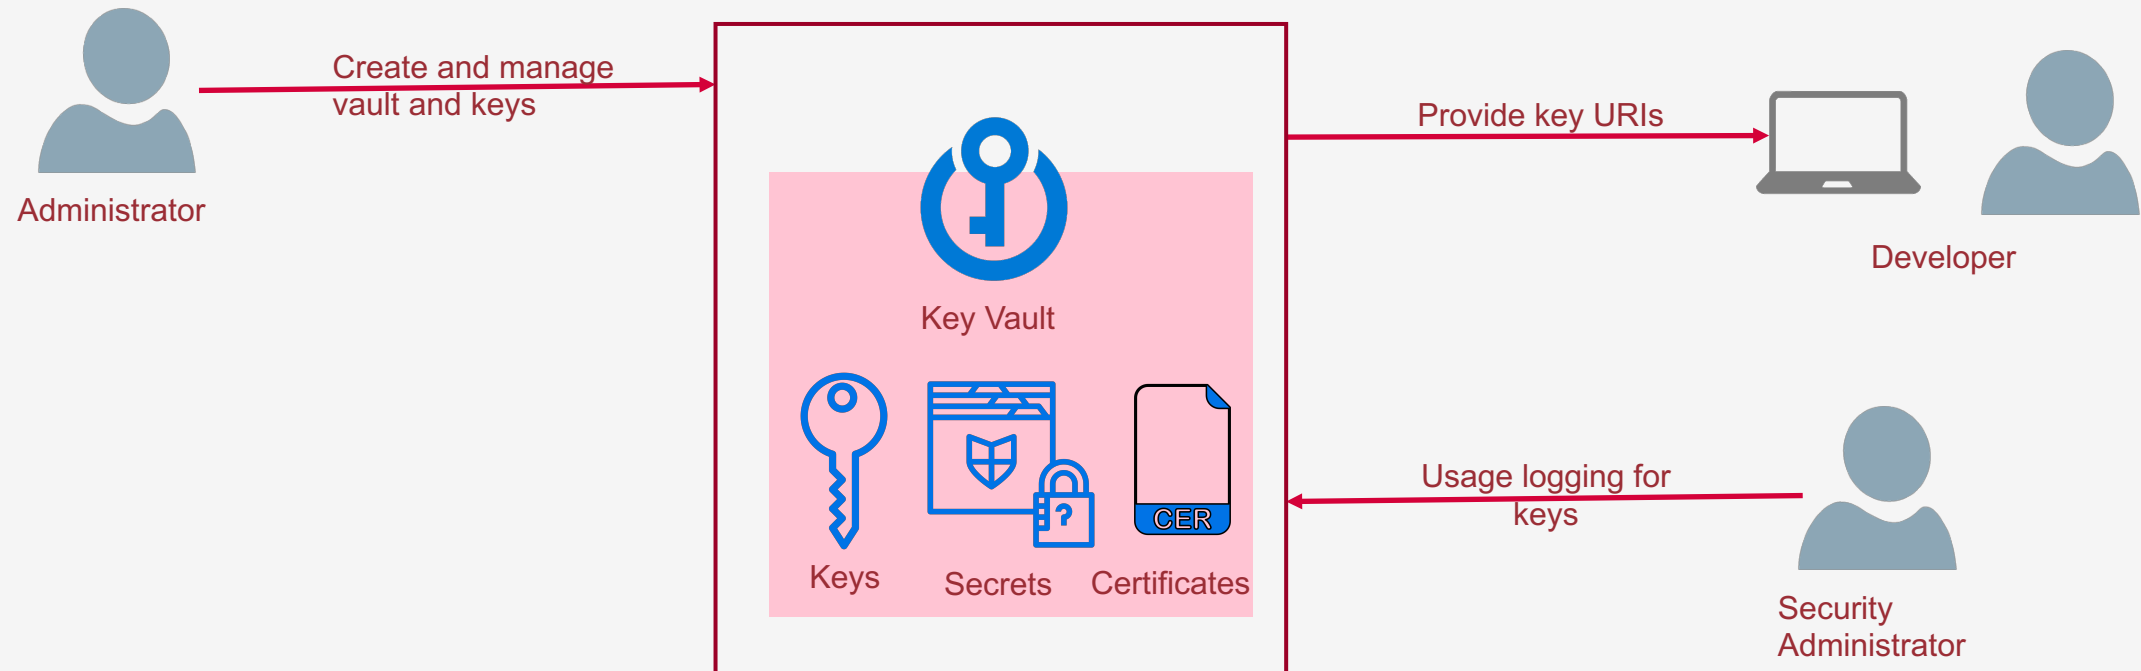 Create and manage
vault and keys
Administrator
Key Vault
Keys
Secrets
CER
Certificates
Provide key URIs
Developer
Usage logging for
keys
Security
Administrator